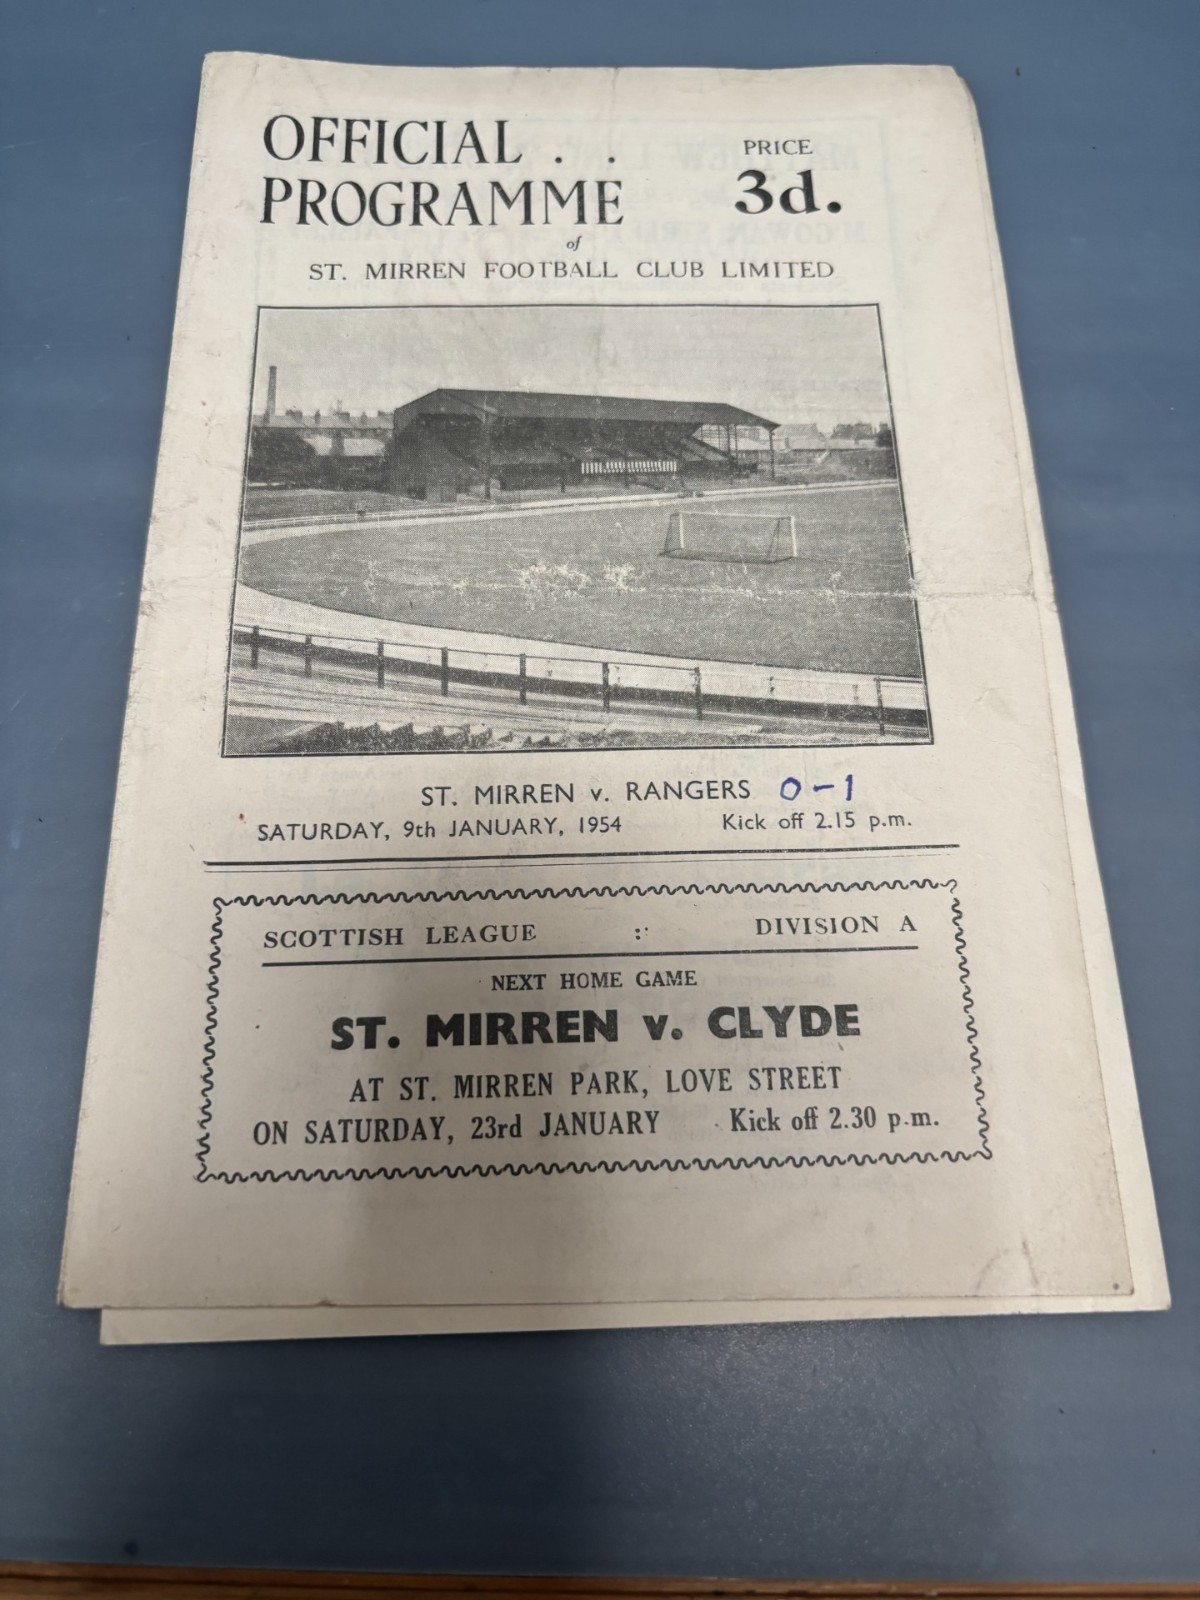 OFFICIAL . .
PROGRAMME
PRICE
3d.
of
ST. MIRREN FOOTBALL CLUB LIMITED
ST. MIRREN v. RANGERS 0-1
SATURDAY, 9th JANUARY, 1954 Kick off 2.15 p.m.
SCOTTISH LEAGUE :: DIVISION A
NEXT HOME GAME
ST. MIRREN v. CLYDE
AT ST. MIRREN PARK, LOVE STREET
ON SATURDAY, 23rd JANUARY Kick off 2.30 p.m.